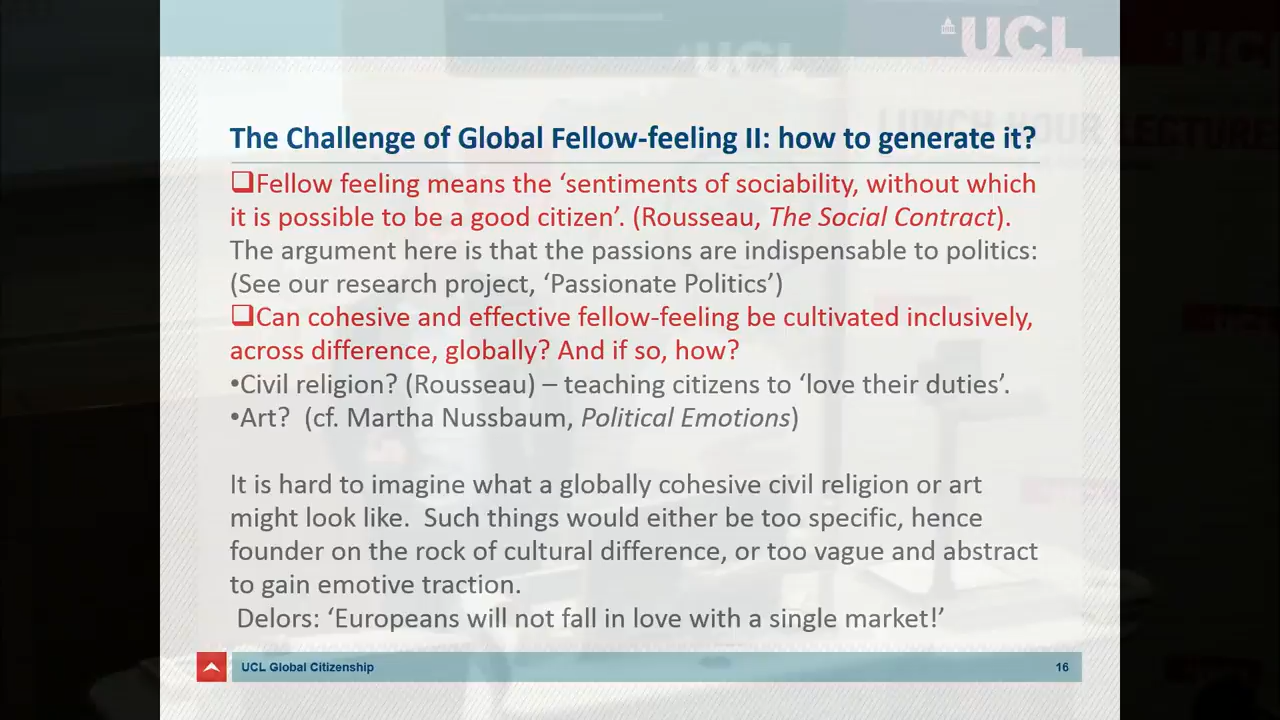 UCL
UCL
UCL
LUNCH HOUR LECTURES
The Challenge of Global Fellow-feeling II: how to generate it?
❑Fellow feeling means the ‘sentiments of sociability, without which
it is possible to be a good citizen’. (Rousseau, The Social Contract).
The argument here is that the passions are indispensable to politics:
(See our research project, ‘Passionate Politics’)
❑Can cohesive and effective fellow-feeling be cultivated inclusively,
across difference, globally? And if so, how?
•Civil religion? (Rousseau) – teaching citizens to ‘love their duties’.
•Art? (cf. Martha Nussbaum, Political Emotions)
It is hard to imagine what a globally cohesive civil religion or art
might look like. Such things would either be too specific, hence
founder on the rock of cultural difference, or too vague and abstract
to gain emotive traction.
Delors: ‘Europeans will not fall in love with a single market!’
UCL Global Citizenship
16